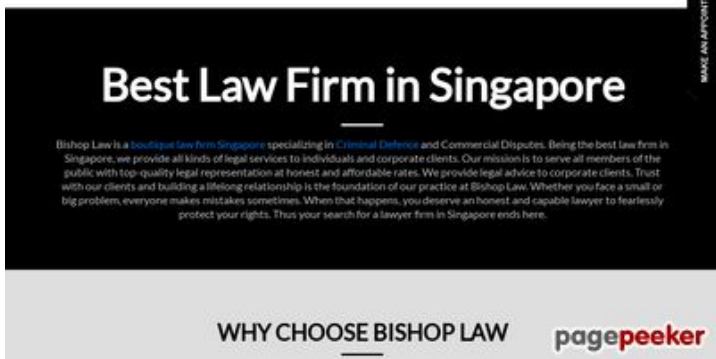 MAKE AN APPOINT
Best Law Firm in Singapore
Bishop Law is a boutique law firm Singapore specializing in Criminal Defence and Commercial Disputes. Being the best law firm in
Singapore, we provide all kinds of legal services to individuals and corporate clients. Our mission is to serve all members of the
public with top-quality legal representation at honest and affordable rates. We provide legal advice to corporate clients. Trust
with our clients and building a lifelong relationship is the foundation of our practice at Bishop Law. Whether you face a small or
big problem, everyone makes mistakes sometimes. When that happens, you deserve an honest and capable lawyer to fearlessly
protect your rights. Thus your search for a lawyer firm in Singapore ends here.
WHY CHOOSE BISHOP LAW
pagepeeker